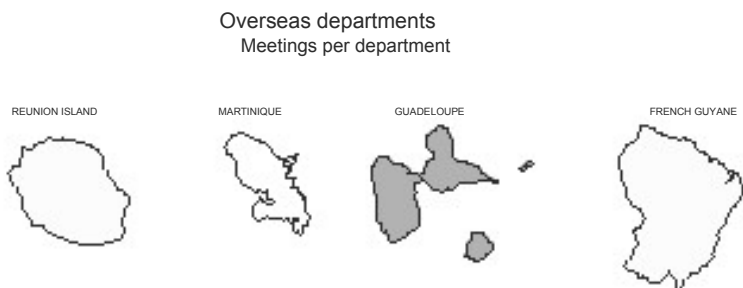 Overseas departments
Meetings per department
REUNION ISLAND
MARTINIQUE
GUADELOUPE
FRENCH GUYANE